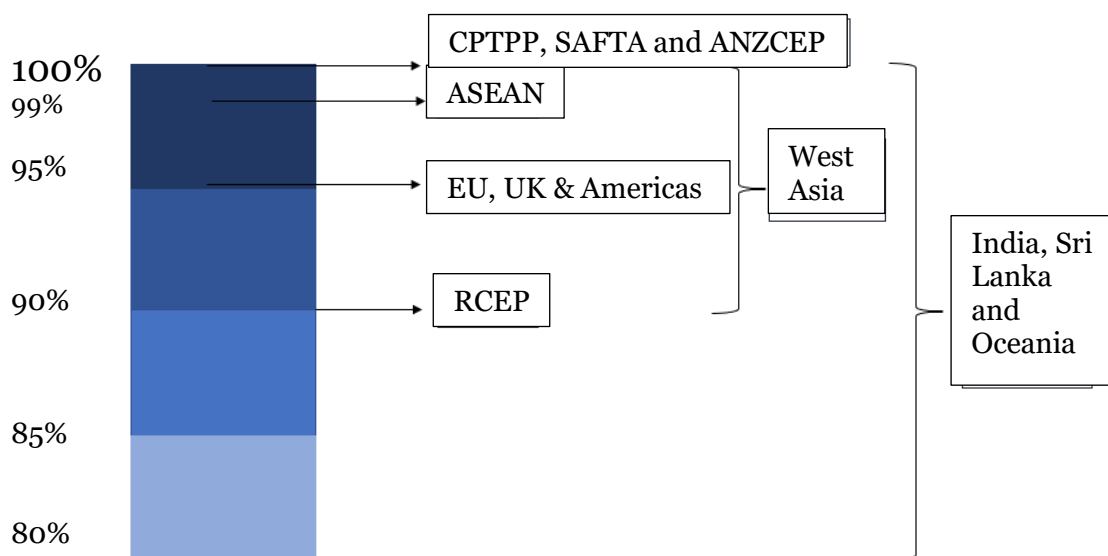 100%
99%
95%
90%
85%
80%
CPTPP, SAFTA and ANZCEP
ASEAN
EU, UK & Americas
RCEP
West
Asia
India, Sri
Lanka
and
Oceania